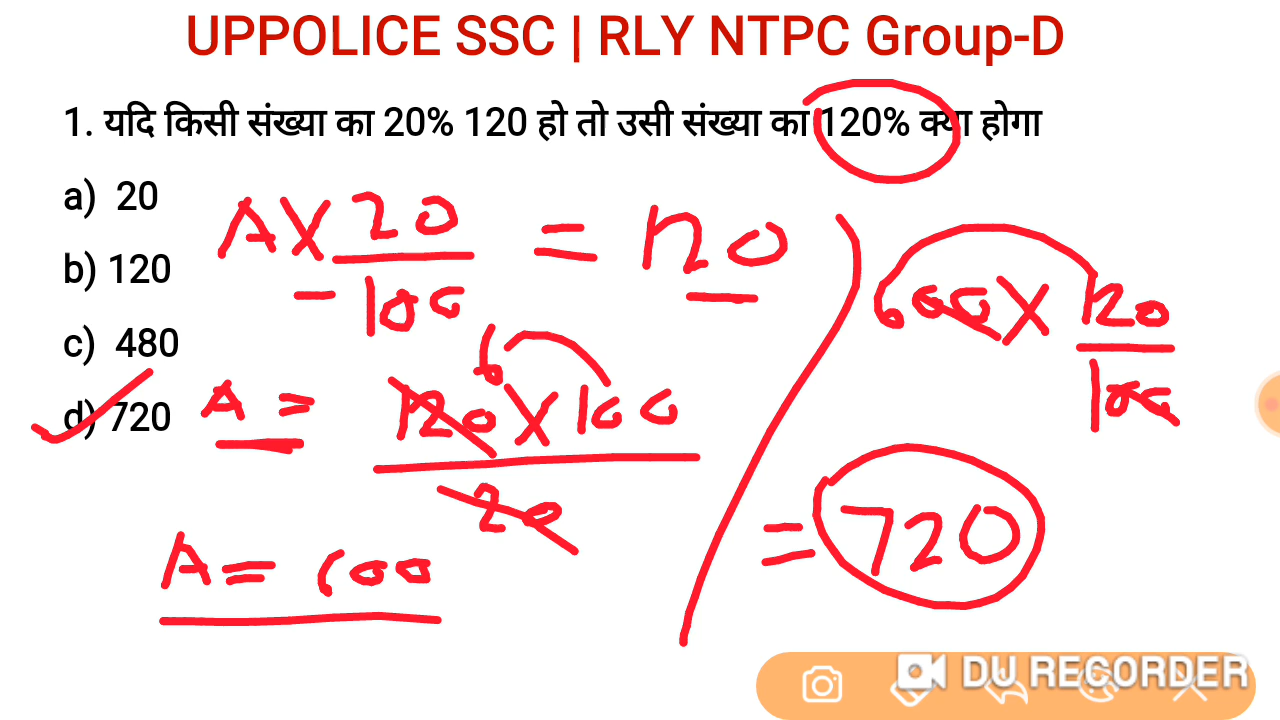 UPPOLICE SSC | RLY NTPC Group-D
1. यदि किसी संख्या का 20% 120 हो तो उसी संख्या का 120% क्या होगा
a) 20
b) 120
c) 480
d) 720
A X 20/100 = 120
A = 120 X 100 / 20
6
A = 600
600 X 120/100
= 720
DU RECORDER